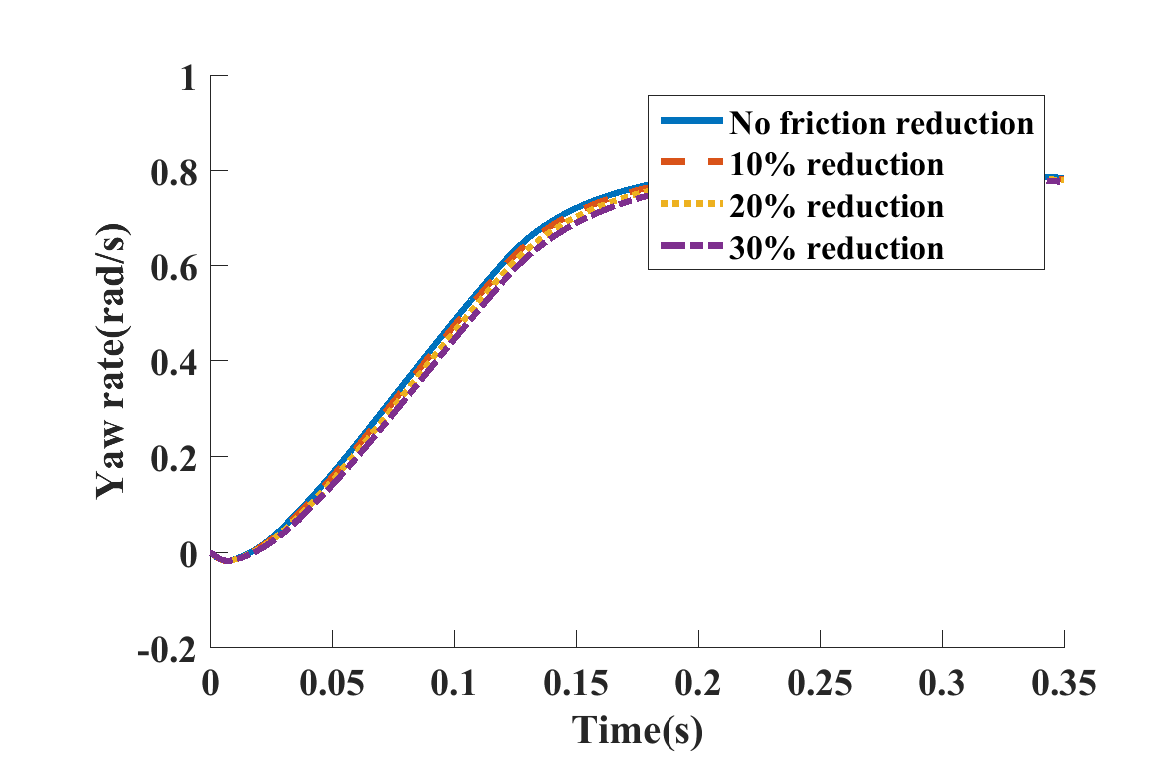 1
0.8
0.6
0.4
0.2
0
-0.2
Yaw rate(rad/s)
No friction reduction
10% reduction
20% reduction
30% reduction
0 0.05 0.1 0.15 0.2 0.25 0.3 0.35
Time(s)